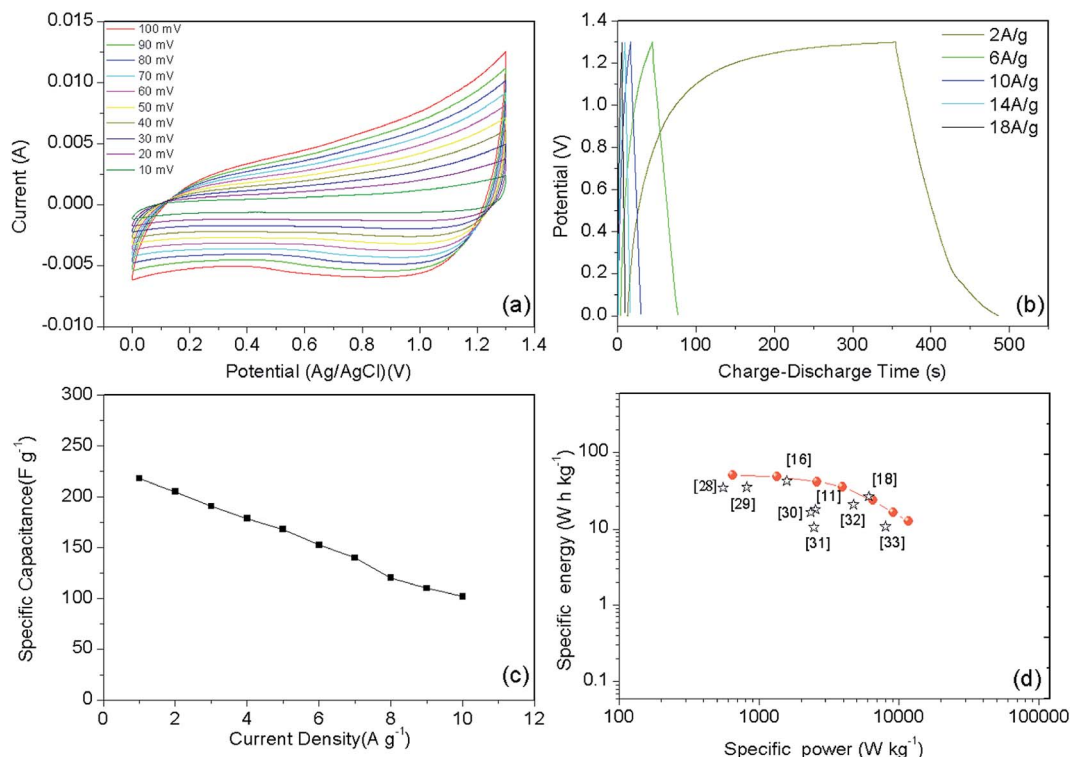 0.015
0.010
0.005
0.000
-0.005
-0.010
Current (A)
100 mV
90 mV
80 mV
70 mV
60 mV
50 mV
40 mV
30 mV
20 mV
10 mV
(a)
0.0 0.2 0.4 0.6 0.8 1.0 1.2 1.4
Potential (Ag/AgCl)(V)
1.4
1.2
1.0
0.8
0.6
0.4
0.2
0.0
Potential (V)
2A/g
6A/g
10A/g
14A/g
18A/g
(b)
0 100 200 300 400 500
Charge-Discharge Time (s)
300
250
200
150
100
50
0
Specific Capacitance(F g-1)
(c)
0 2 4 6 8 10 12
Current Density(A g-1)
100
10
1
0.1
Specific energy (W h kg-1)
[16]
[28]
[29]
[11]
[18]
[30]
[32]
[31]
[33]
(d)
100 1000 10000 100000
Specific power (W kg-1)